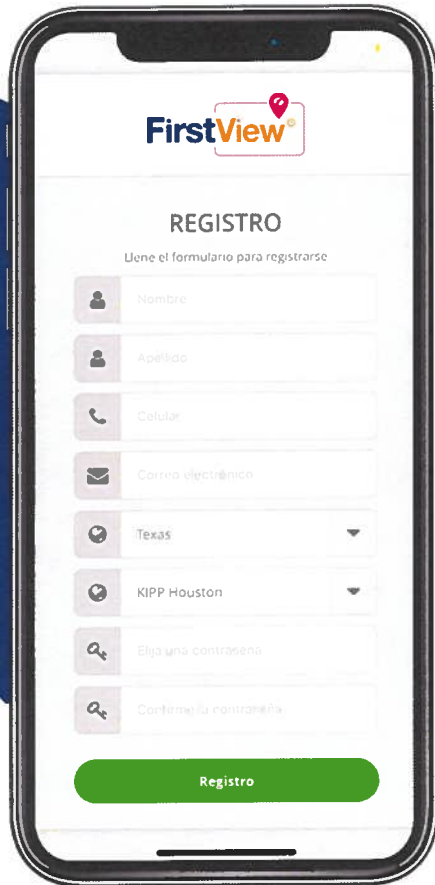 FirstView®
REGISTRO
Llene el formulario para registrarse
Nombre
Apellido
Celular
Correo electrónico
Texas
KIPP Houston
Elija una contraseña
Confirme tu contraseña
Registro